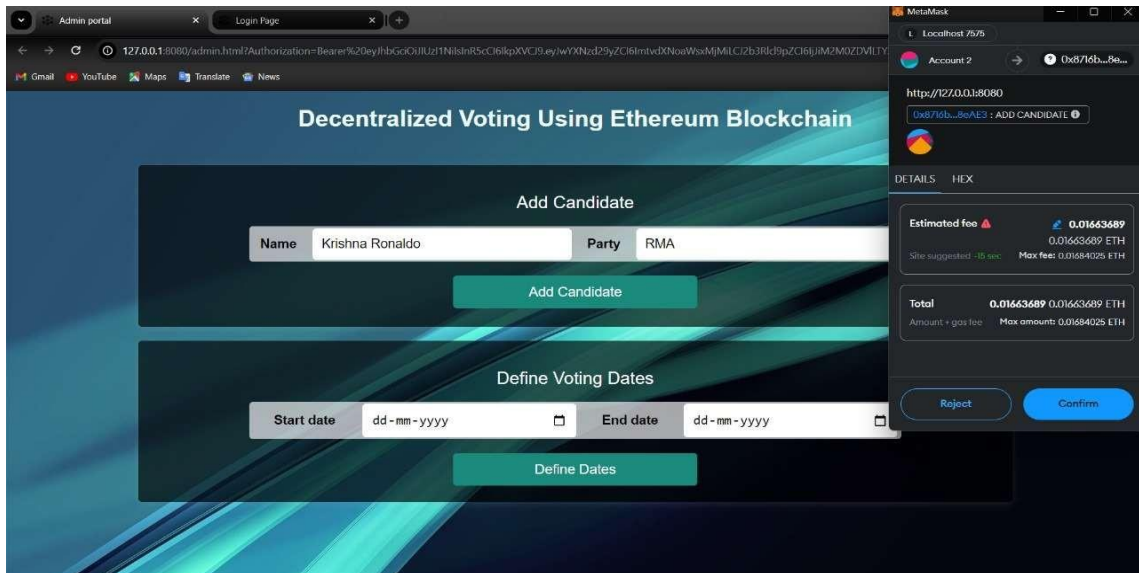 Admin portal
Login Page
MetaMask
127.0.0.1:8080/admin.html?Authorization=Bearer%20
Gmail YouTube Maps Translate News
Localhost 7575
Account 2
0x8716b...8e...
http://127.0.0.1:8080
0x8716b...8eAE3 : ADD CANDIDATE
Decentralized Voting Using Ethereum Blockchain
DETAILS HEX
Add Candidate
Name Krishna Ronaldo Party RMA
Add Candidate
Estimated fee 0.01663689
0.01663689 ETH
Site suggested ~15 sec Max fee: 0.01684025 ETH
Total 0.01663689 0.01663689 ETH
Amount + gas fee Max amount: 0.01684025 ETH
Define Voting Dates
Start date dd-mm-yyyy End date dd-mm-yyyy
Define Dates
Reject Confirm